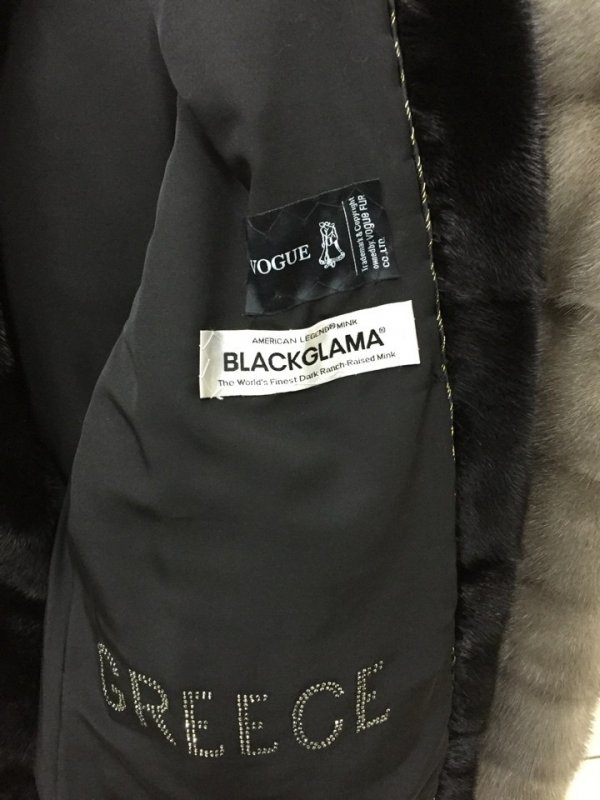 VOGUE
Trademark & Copyright
owned by VOGUE FUR
CO.,LTD.
AMERICAN LEGEND® MINK
BLACKGLAMA®
The World's Finest Dark Ranch-Raised Mink
GREECE